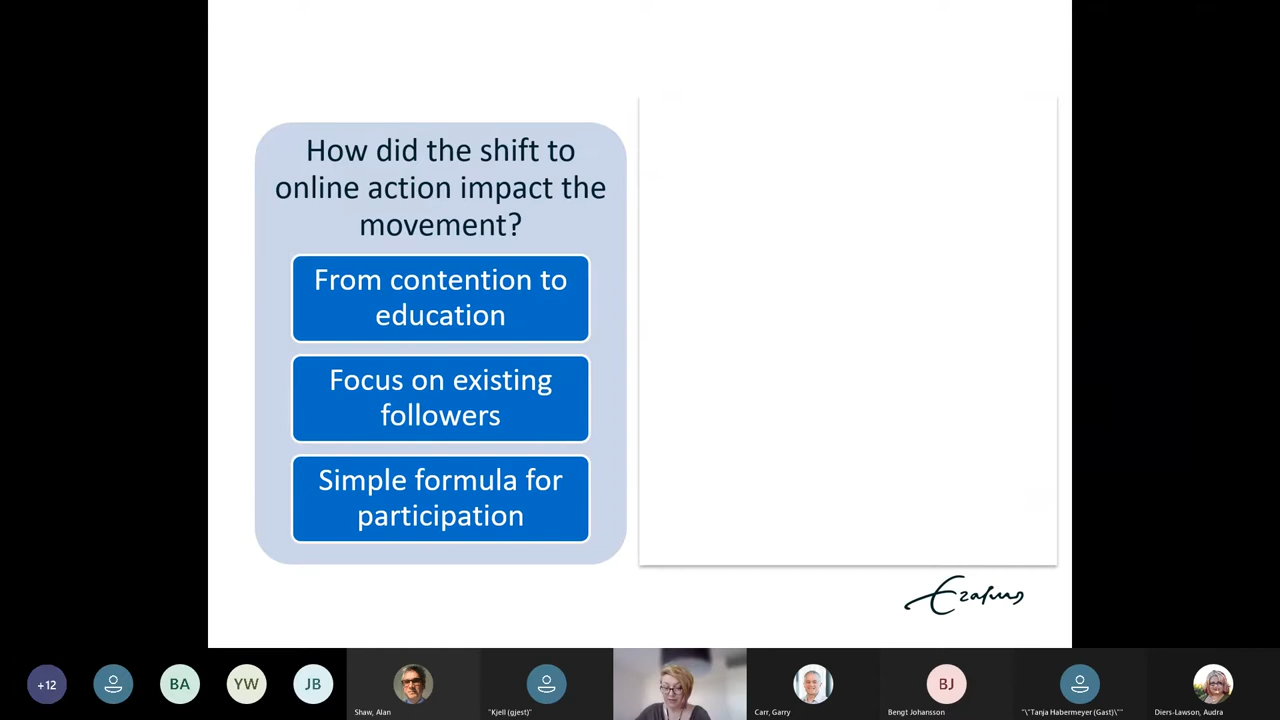 How did the shift to
online action impact the
movement?
From contention to
education
Focus on existing
followers
Simple formula for
participation
Erasmus
+12
BA
YW
JB
Shaw, Alan
"Kjell (gjest)"
Carr, Garry
BJ
Bengt Johansson
"\"Tanja Habermeyer (Gast)\""
Diers-Lawson, Audra